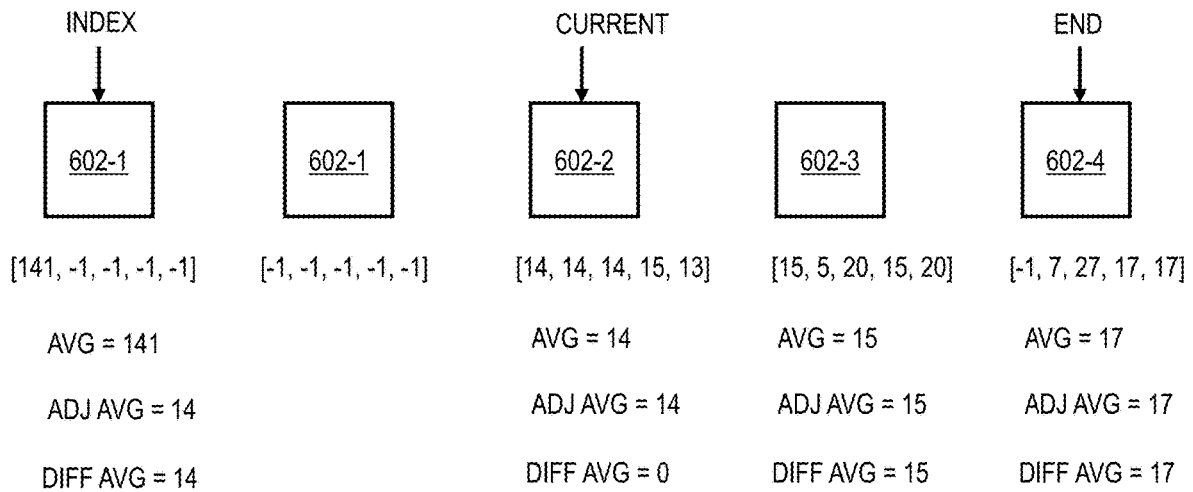 INDEX CURRENT END
602-1 602-1 602-2 602-3 602-4
[141, -1, -1, -1, -1] [-1, -1, -1, -1, -1] [14, 14, 14, 15, 13] [15, 5, 20, 15, 20] [-1, 7, 27, 17, 17]
AVG = 141 AVG = 14 AVG = 15 AVG = 17
ADJ AVG = 14 ADJ AVG = 14 ADJ AVG = 15 ADJ AVG = 17
DIFF AVG = 14 DIFF AVG = 0 DIFF AVG = 15 DIFF AVG = 17